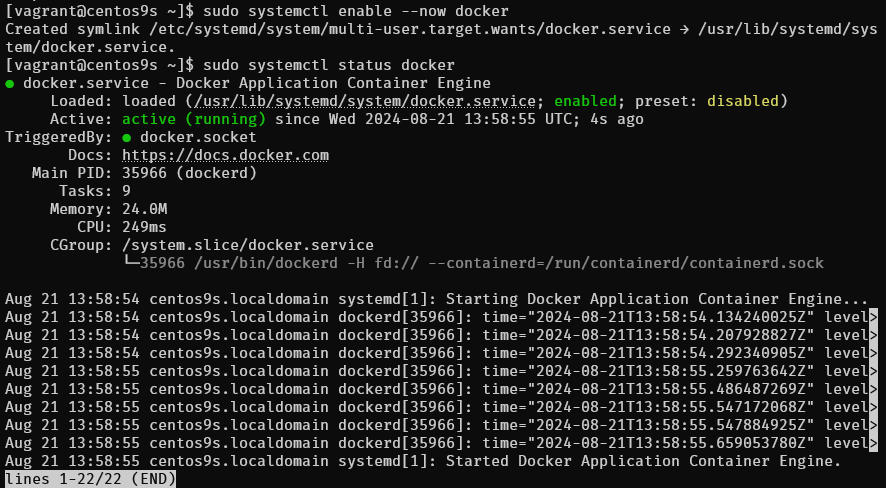 [vagrant@centos9s ~]$ sudo systemctl enable --now docker
Created symlink /etc/systemd/system/multi-user.target.wants/docker.service → /usr/lib/systemd/sys
tem/docker.service.
[vagrant@centos9s ~]$ sudo systemctl status docker
● docker.service - Docker Application Container Engine
     Loaded: loaded (/usr/lib/systemd/system/docker.service; enabled; preset: disabled)
     Active: active (running) since Wed 2024-08-21 13:58:55 UTC; 4s ago
TriggeredBy: ● docker.socket
       Docs: https://docs.docker.com
   Main PID: 35966 (dockerd)
      Tasks: 9
     Memory: 24.0M
        CPU: 249ms
     CGroup: /system.slice/docker.service
             └─35966 /usr/bin/dockerd -H fd:// --containerd=/run/containerd/containerd.sock

Aug 21 13:58:54 centos9s.localdomain systemd[1]: Starting Docker Application Container Engine...
Aug 21 13:58:54 centos9s.localdomain dockerd[35966]: time="2024-08-21T13:58:54.134240025Z" level>
Aug 21 13:58:54 centos9s.localdomain dockerd[35966]: time="2024-08-21T13:58:54.207928827Z" level>
Aug 21 13:58:54 centos9s.localdomain dockerd[35966]: time="2024-08-21T13:58:54.292340905Z" level>
Aug 21 13:58:55 centos9s.localdomain dockerd[35966]: time="2024-08-21T13:58:55.259763642Z" level>
Aug 21 13:58:55 centos9s.localdomain dockerd[35966]: time="2024-08-21T13:58:55.486487269Z" level>
Aug 21 13:58:55 centos9s.localdomain dockerd[35966]: time="2024-08-21T13:58:55.547172068Z" level>
Aug 21 13:58:55 centos9s.localdomain dockerd[35966]: time="2024-08-21T13:58:55.547884925Z" level>
Aug 21 13:58:55 centos9s.localdomain dockerd[35966]: time="2024-08-21T13:58:55.659053780Z" level>
Aug 21 13:58:55 centos9s.localdomain systemd[1]: Started Docker Application Container Engine.
lines 1-22/22 (END)